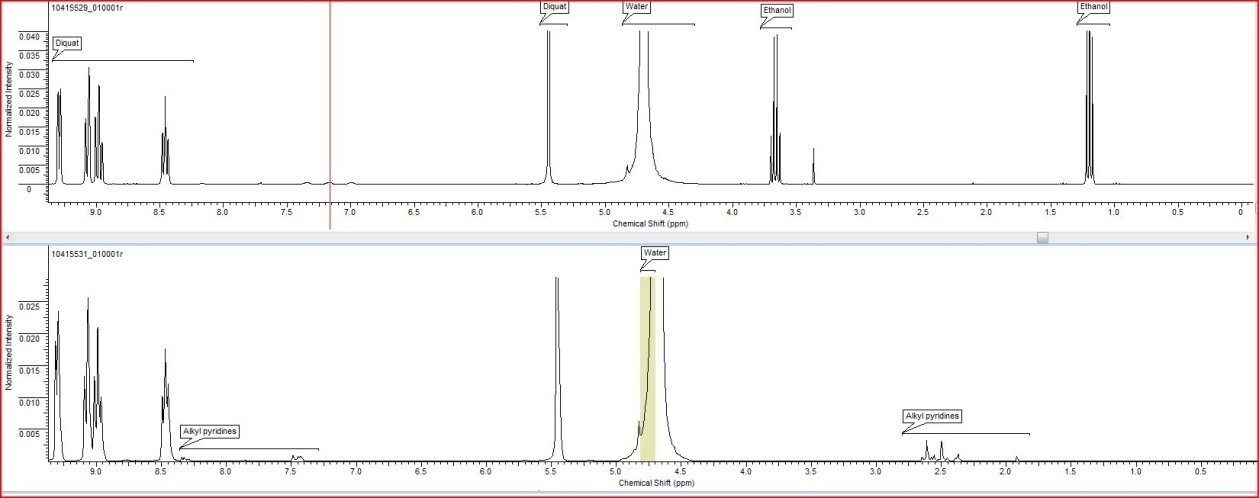 10415529_010001r
Diquat
Water
Ethanol
Ethanol
Diquat
Normalized Intensity
0.040
0.035
0.030
0.025
0.020
0.015
0.010
0.005
0
9.0 8.5 8.0 7.5 7.0 6.5 6.0 5.5 5.0 4.5 4.0 3.5 3.0 2.5 2.0 1.5 1.0 0.5 0
Chemical Shift (ppm)
10415531_010001r
Water
Normalized Intensity
0.025
0.020
0.015
0.010
0.005
Alkyl pyridines
Alkyl pyridines
9.0 8.5 8.0 7.5 7.0 6.5 6.0 5.5 5.0 4.5 4.0 3.5 3.0 2.5 2.0 1.5 1.0 0.5
Chemical Shift (ppm)